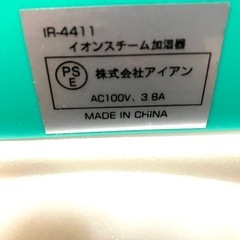 IR-4411
イオンスチーム加湿器
PS
E
株式会社アイアン
AC100V、3.8A
MADE IN CHINA